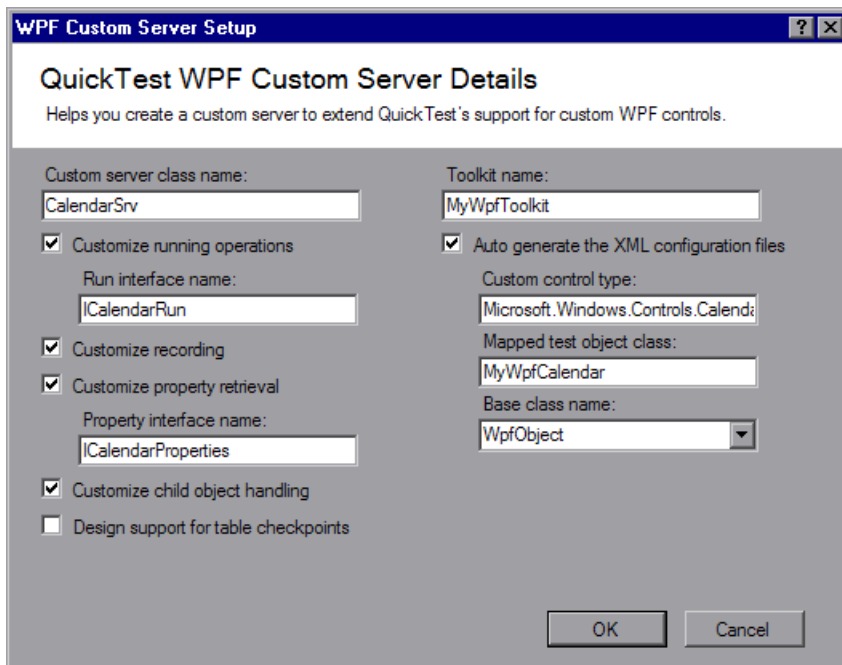 WPF Custom Server Setup
QuickTest WPF Custom Server Details
Helps you create a custom server to extend QuickTest's support for custom WPF controls.
Custom server class name:
CalendarSrv
Customize running operations
Run interface name:
ICalendarRun
Customize recording
Customize property retrieval
Property interface name:
ICalendarProperties
Customize child object handling
Design support for table checkpoints
Toolkit name:
MyWpfToolkit
Auto generate the XML configuration files
Custom control type:
Microsoft.Windows.Controls.Calenda
Mapped test object class:
MyWpfCalendar
Base class name:
WpfObject
OK
Cancel